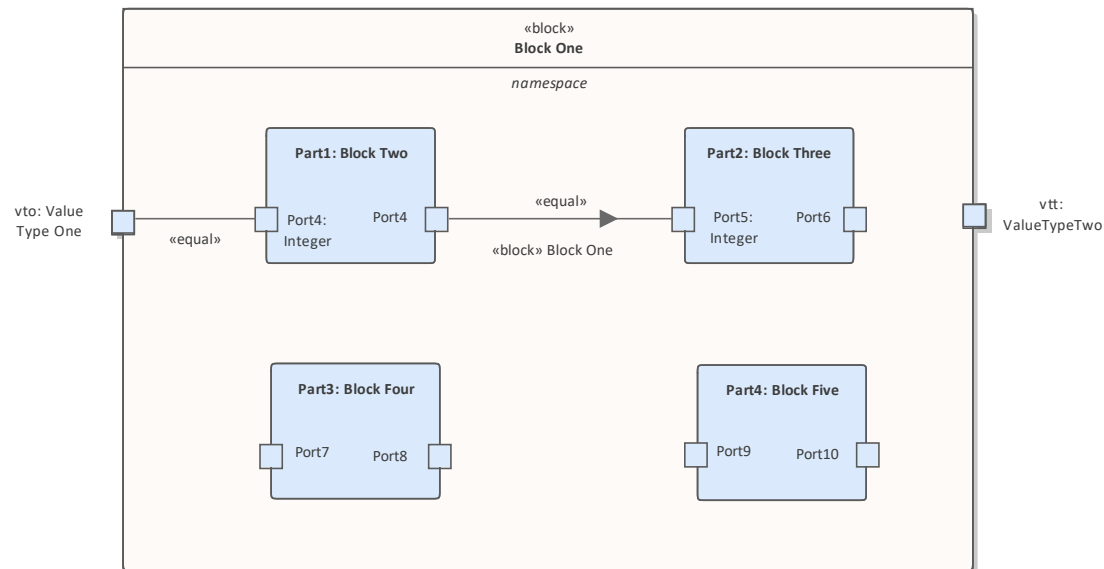 «block»
Block One
namespace
Part1: Block Two
Part2: Block Three
«equal»
vto: Value
Type One
Port4:
Integer
Port4
Port5:
Integer
Port6
vtt:
ValueTypeTwo
«equal»
«block» Block One
Part3: Block Four
Part4: Block Five
Port7
Port8
Port9
Port10